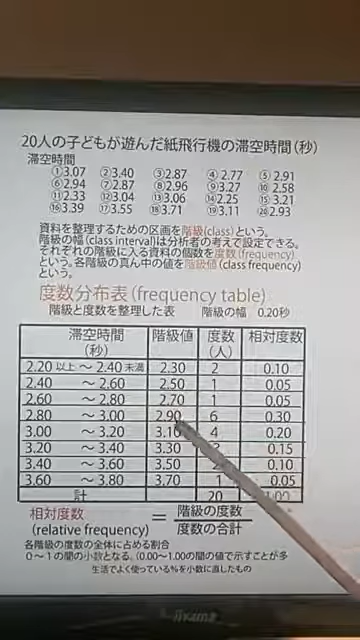 20人の子どもが遊んだ紙飛行機の滞空時間(秒)
滞空時間
①3.07 ②3.40 ③2.87 ④2.77 ⑤2.91
⑥2.94 ⑦2.87 ⑧2.96 ⑨3.27 ⑩2.58
⑪2.33 ⑫3.04 ⑬3.06 ⑭2.25 ⑮3.21
⑯3.39 ⑰3.55 ⑱3.71 ⑲3.11 ⑳2.93
資料を整理するための区画を階級(class)という。
階級の幅(class interval)は分析者の考えで設定できる。
それぞれの階級に入る資料の個数を度数(frequency)
という。各階級の真ん中の値を階級値(class frequency)
という。
度数分布表(frequency table)
階級と度数を整理した表 階級の幅 0.20秒
滞空時間(秒) 階級値 度数(人) 相対度数
2.20以上~2.40未満 2.30 2 0.10
2.40 ~2.60 2.50 1 0.05
2.60 ~2.80 2.70 1 0.05
2.80 ~3.00 2.90 6 0.30
3.00 ~3.20 3.10 4 0.20
3.20 ~3.40 3.30 0.15
3.40 ~3.60 3.50 0.10
3.60 ~3.80 3.70 1 0.05
計 20 1.00
相対度数(relative frequency) = 階級の度数/度数の合計
各階級の度数の全体に占める割合
0~1の間の小数となる。(0.00~1.00の間の値で示すことが多
生活でよく使っている%を小数に直したもの
iiyama